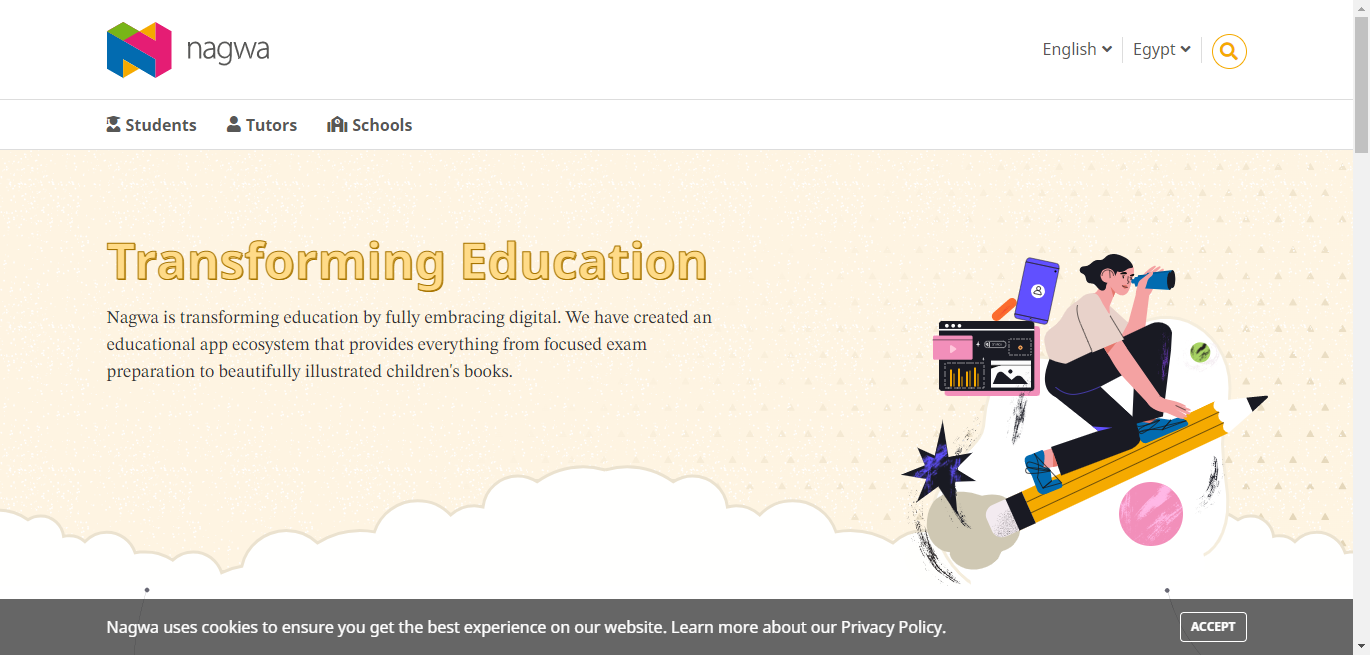 nagwa
English
Egypt
Students
Tutors
Schools
Transforming Education
Nagwa is transforming education by fully embracing digital. We have created an
educational app ecosystem that provides everything from focused exam
preparation to beautifully illustrated children's books.
Nagwa uses cookies to ensure you get the best experience on our website. Learn more about our Privacy Policy.
ACCEPT